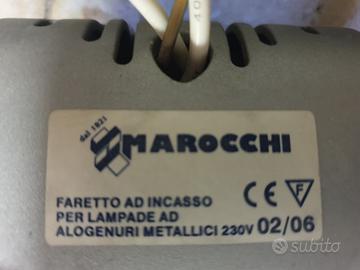 dal 1921
MAROCCHI
FARETTO AD INCASSO
PER LAMPADE AD
ALOGENURI METALLICI 230V 02/06
CE F
subito